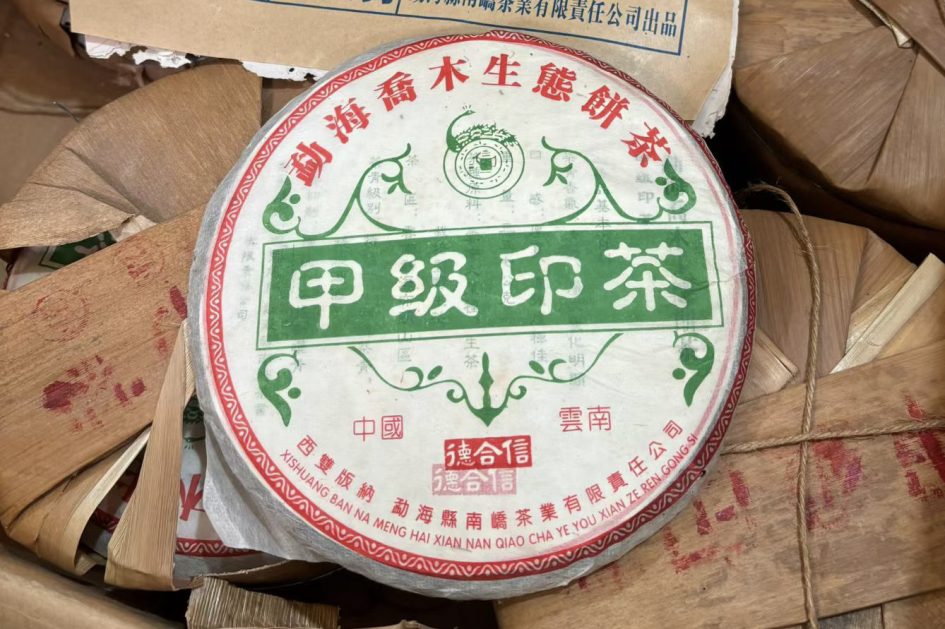 海縣南嶠茶業有限責任公司出品
勐海喬木生態餅茶
甲級印茶
中國
雲南
德合信
德合信
西雙版納 勐海縣南嶠茶業有限責任公司
XISHUANG BAN NA MENG HAI XIAN NAN QIAO CHA YE YOU XIAN ZE REN GONG SI